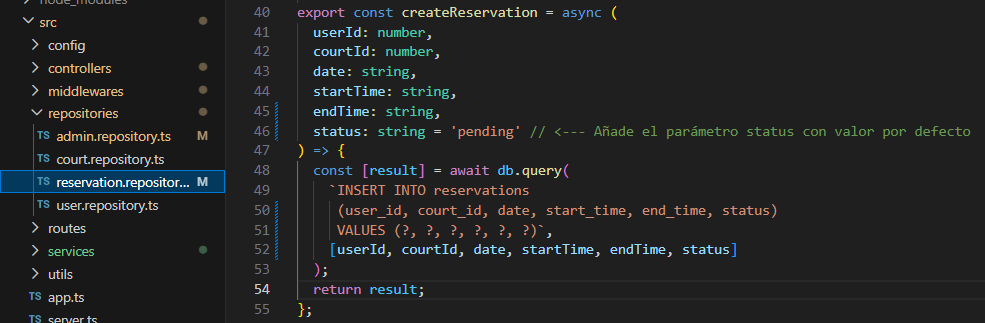 node_modules
src
config
controllers
middlewares
repositories
TS admin.repository.ts M
TS court.repository.ts
TS reservation.repositor... M
TS user.repository.ts
routes
services
utils
TS app.ts
TS server.ts
40 export const createReservation = async (
41 userId: number,
42 courtId: number,
43 date: string,
44 startTime: string,
45 endTime: string,
46 status: string = 'pending' // <--- Añade el parámetro status con valor por defecto
47 ) => {
48 const [result] = await db.query(
49 `INSERT INTO reservations
50 (user_id, court_id, date, start_time, end_time, status)
51 VALUES (?, ?, ?, ?, ?, ?)`,
52 [userId, courtId, date, startTime, endTime, status]
53 );
54 return result;
55 };